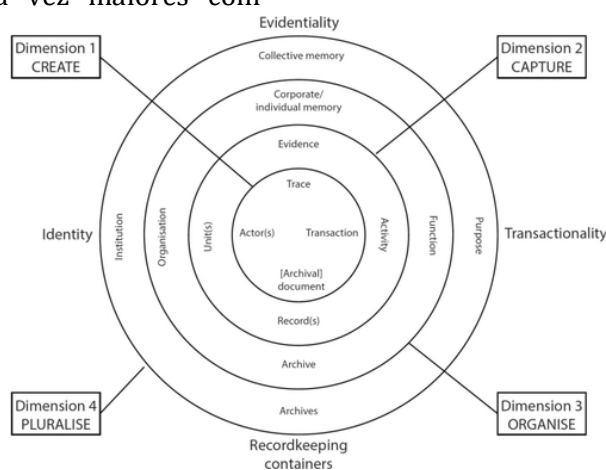 vez maiores com
Evidentiality
Dimension 1
CREATE
Dimension 2
CAPTURE
Collective memory
Corporate/
individual memory
Evidence
Trace
Identity
Institution
Organisation
Unit(s)
Actor(s)
Transaction
Activity
Function
Purpose
Transactionality
[Archival]
document
Record(s)
Archive
Archives
Dimension 4
PLURALISE
Dimension 3
ORGANISE
Recordkeeping
containers